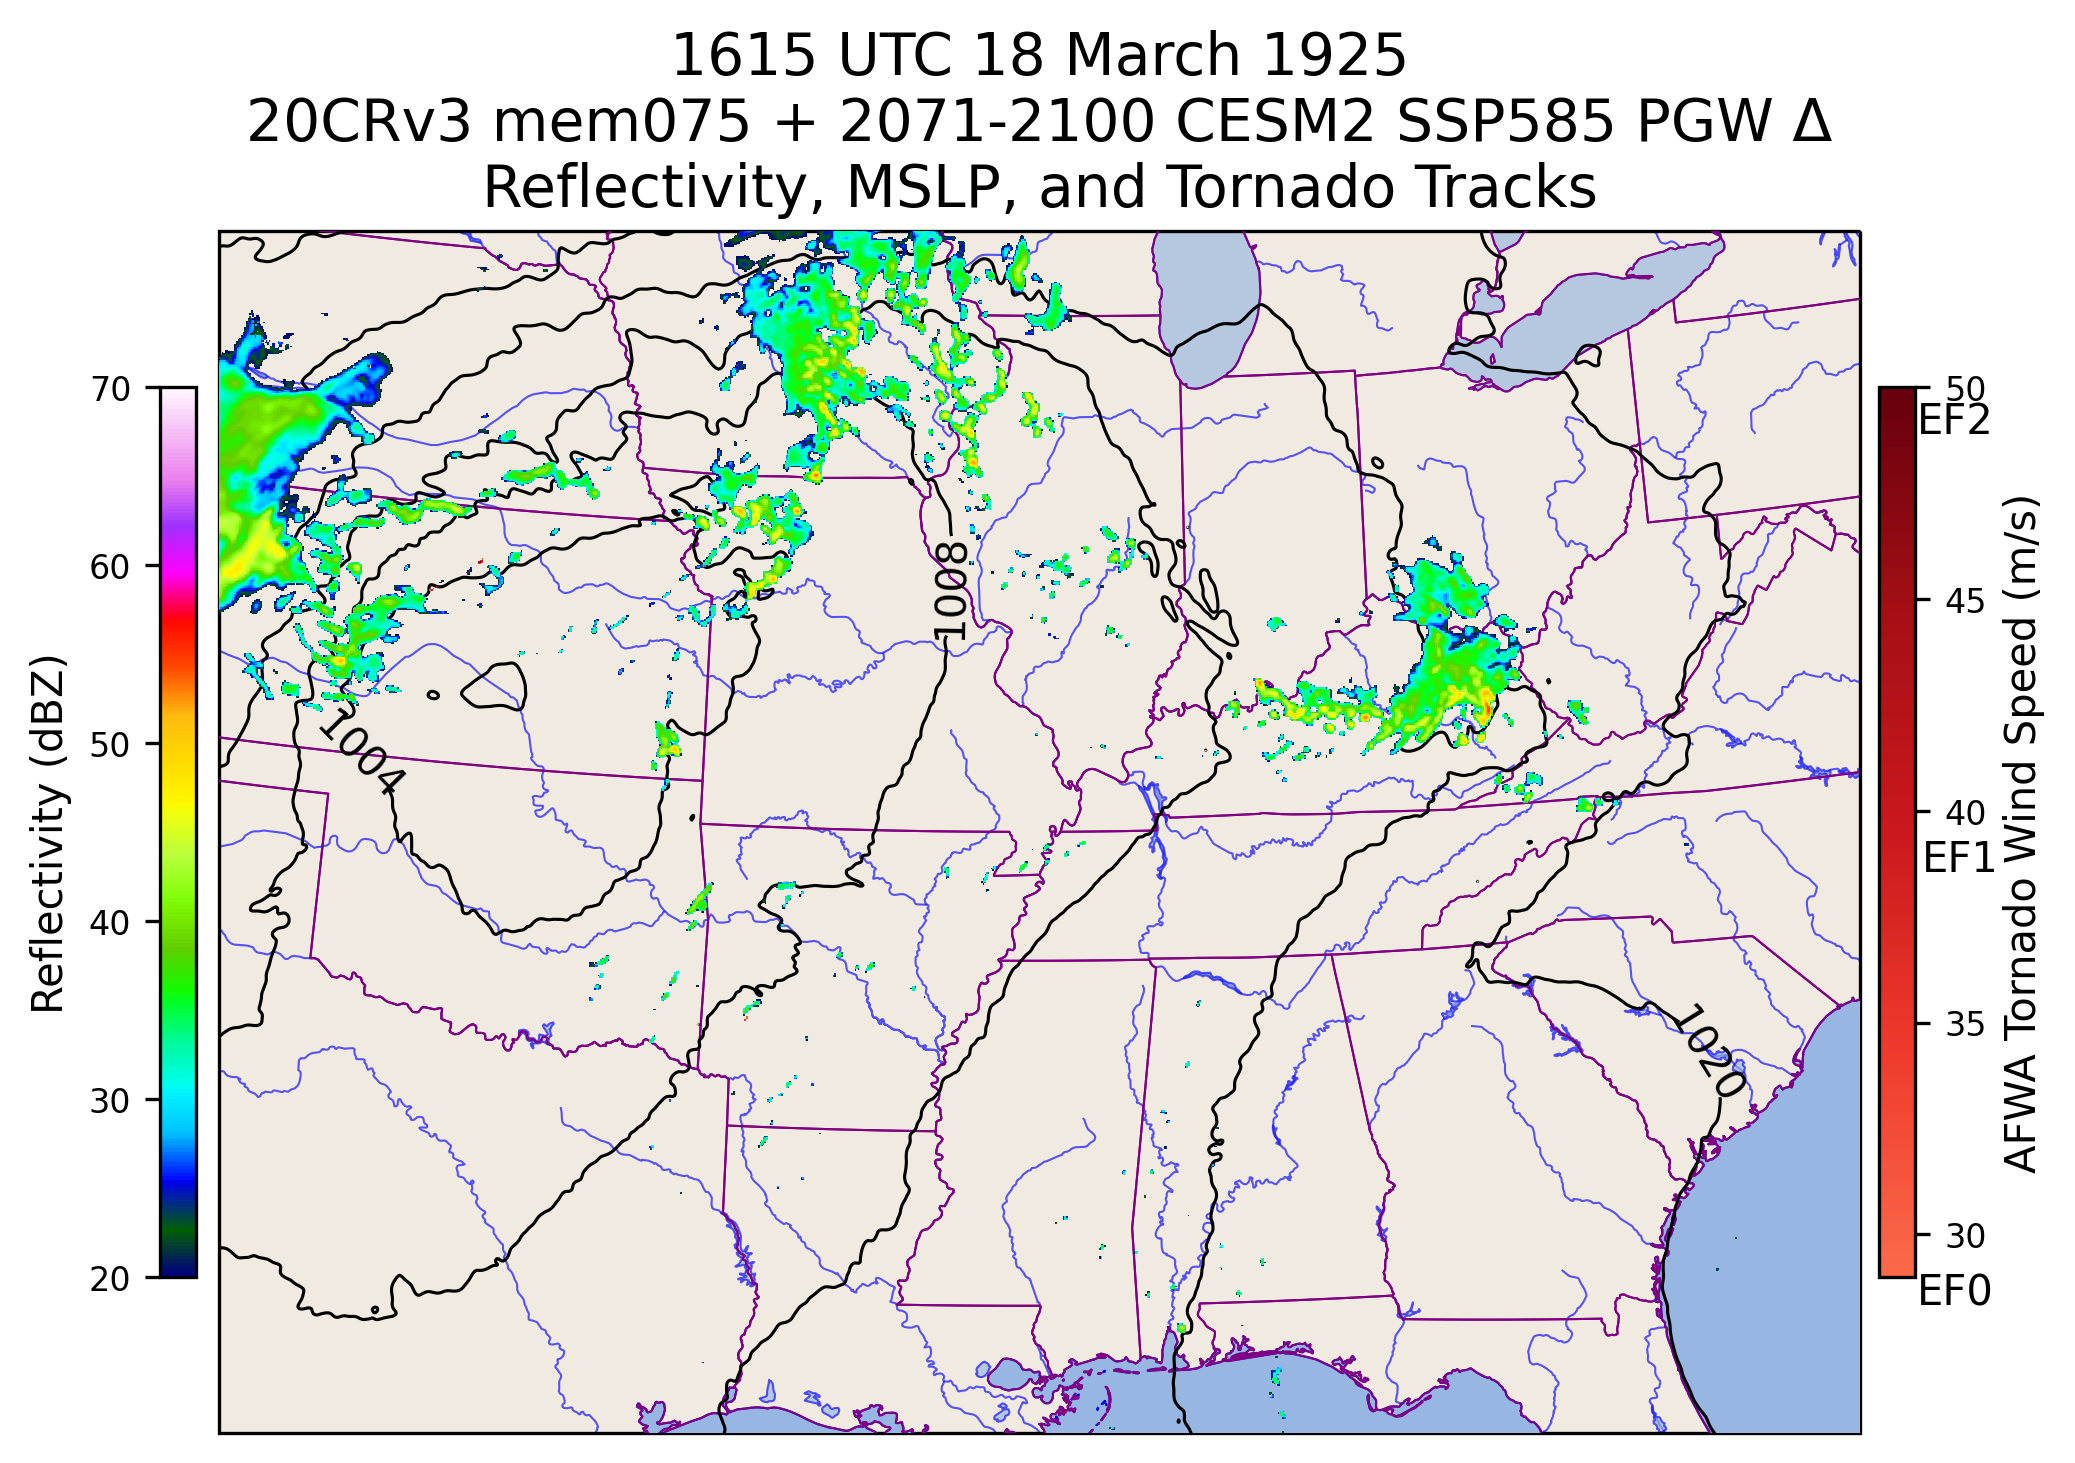 1615 UTC 18 March 1925
20CRv3 mem075 + 2071-2100 CESM2 SSP585 PGW Δ
Reflectivity, MSLP, and Tornado Tracks
Reflectivity (dBZ)
70
60
50
40
30
20
1004
1008
1020
50
EF2
45
40
EF1
35
30
EF0
AFWA Tornado Wind Speed (m/s)